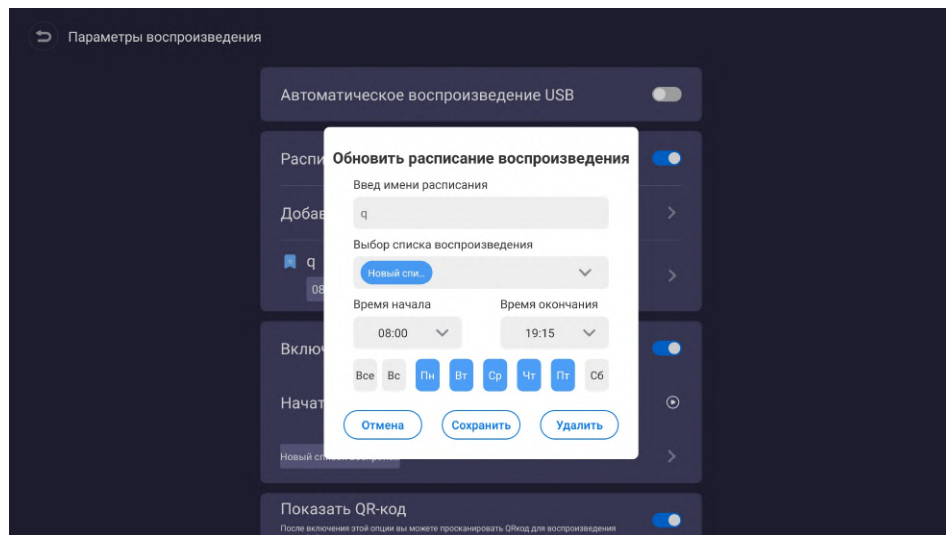 Параметры воспроизведения
Автоматическое воспроизведение USB
Обновить расписание воспроизведения
Введ имени расписания
q
Выбор списка воспроизведения
Новый спи...
Время начала Время окончания
08:00 19:15
Все Вс Пн Вт Ср Чт Пт Сб
Отмена Сохранить Удалить
Распи
Добав
q
08
Включ
Начат
Новый сп
Показать QR-код
После включения этой опции вы можете просканировать QRкод для воспроизведения